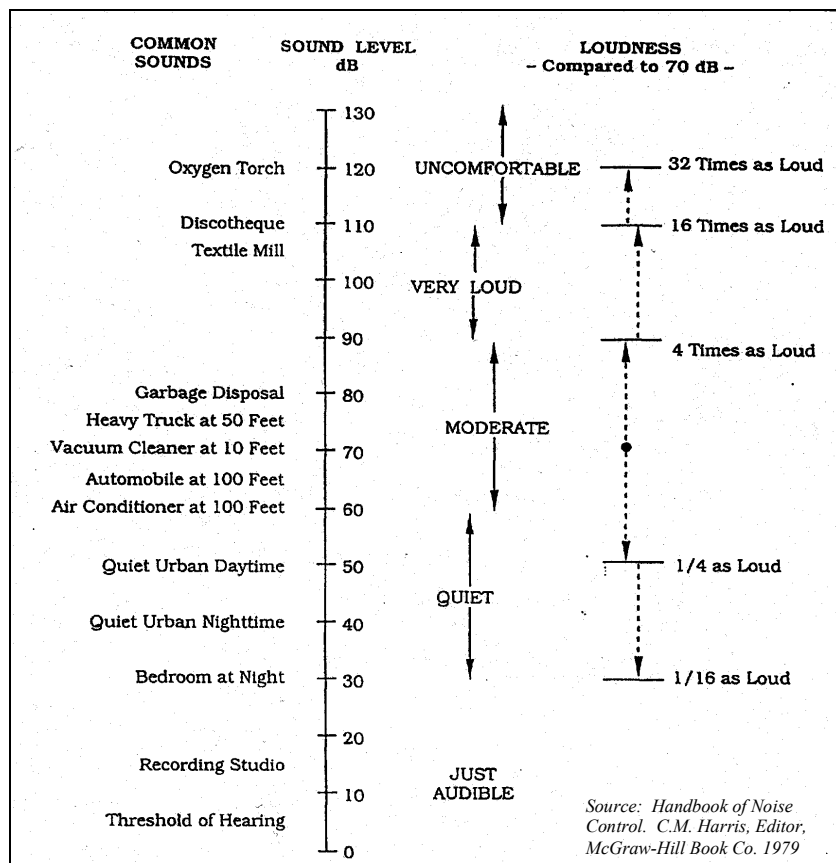 COMMON
SOUNDS
SOUND LEVEL
dB
LOUDNESS
– Compared to 70 dB –
130
Oxygen Torch
120
UNCOMFORTABLE
32 Times as Loud
Discotheque
110
16 Times as Loud
Textile Mill
100
VERY LOUD
90
4 Times as Loud
Garbage Disposal
80
Heavy Truck at 50 Feet
MODERATE
Vacuum Cleaner at 10 Feet
70
Automobile at 100 Feet
Air Conditioner at 100 Feet
60
Quiet Urban Daytime
50
1/4 as Loud
QUIET
Quiet Urban Nighttime
40
Bedroom at Night
30
1/16 as Loud
20
Recording Studio
JUST
AUDIBLE
10
Threshold of Hearing
0
Source: Handbook of Noise
Control. C.M. Harris, Editor,
McGraw-Hill Book Co. 1979